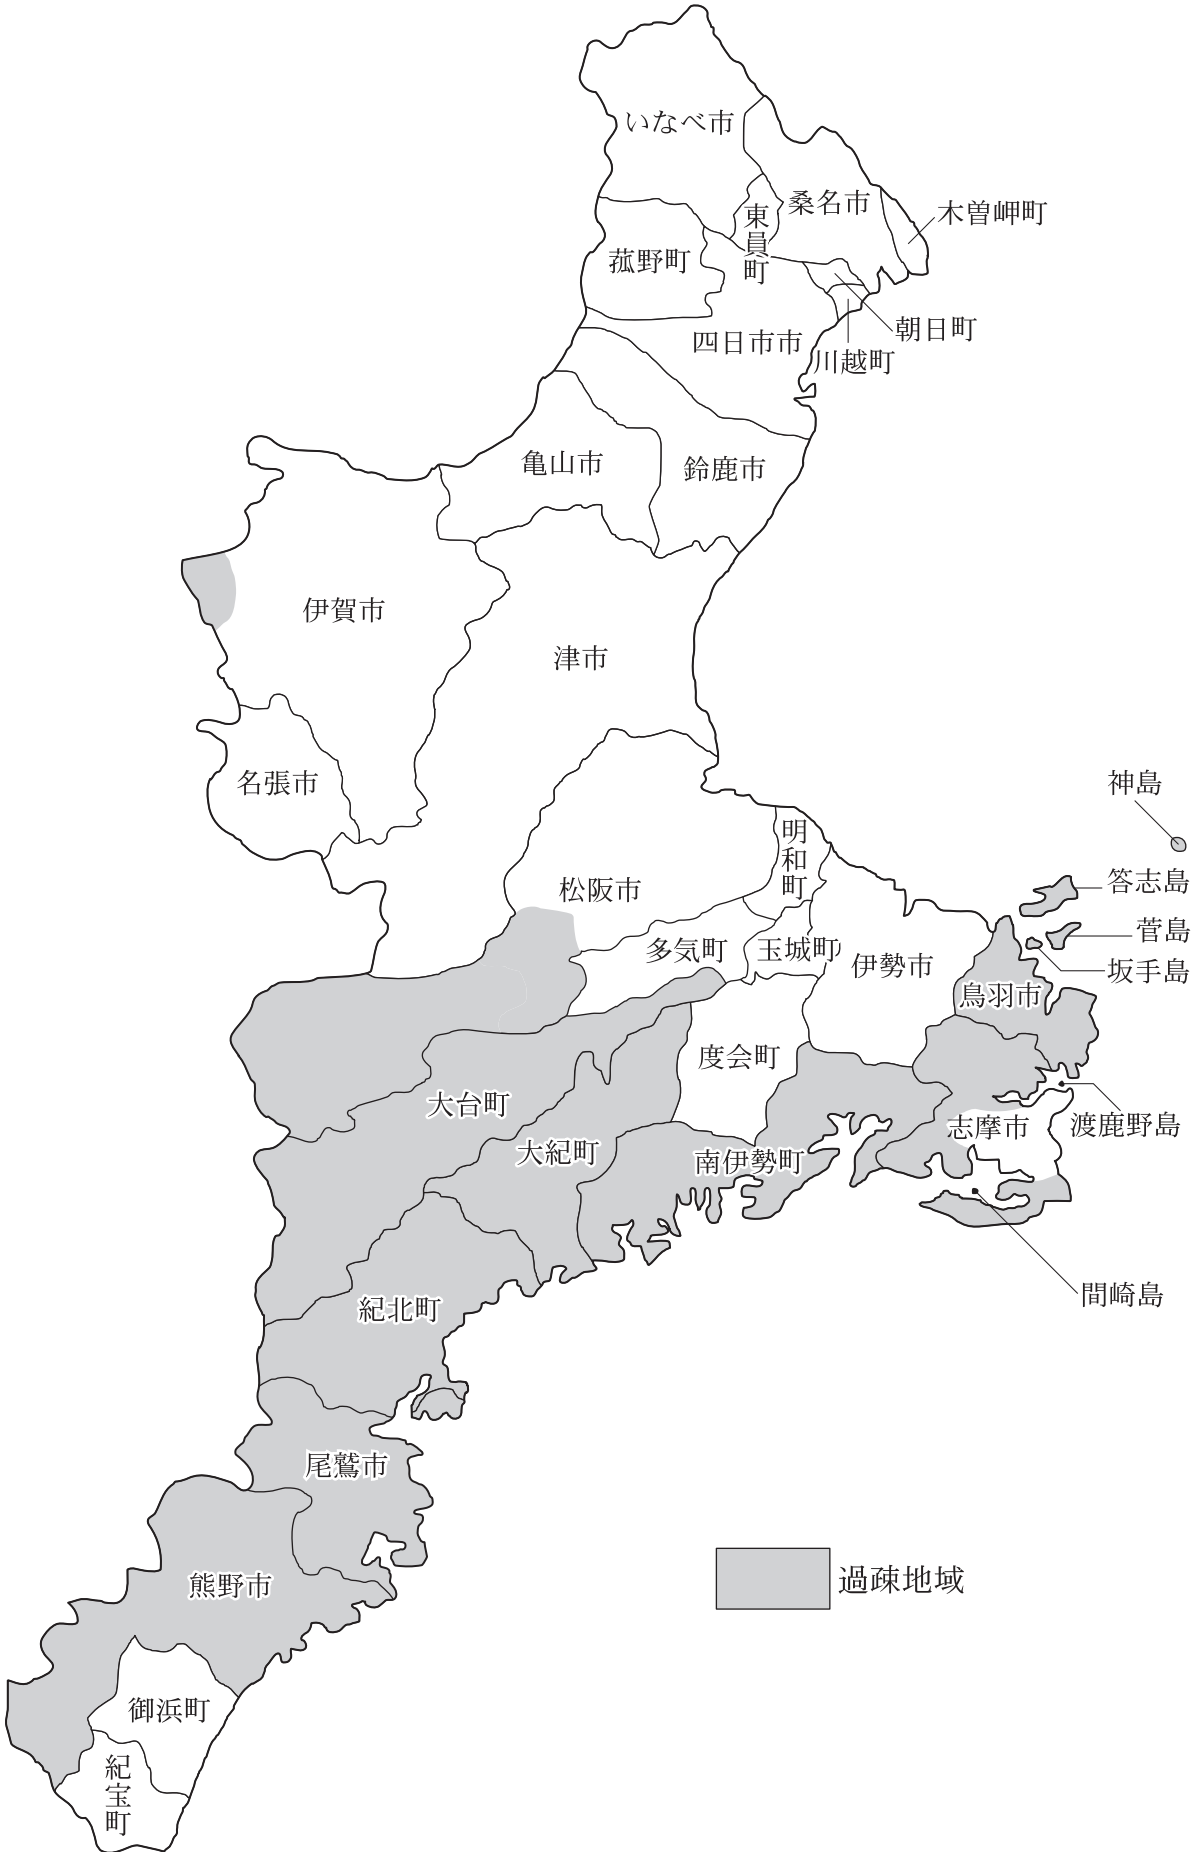 いなべ市
桑名市
木曽岬町
東員町
菰野町
朝日町
四日市市
川越町
亀山市
鈴鹿市
伊賀市
津市
名張市
神島
明和町
答志島
松阪市
菅島
多気町
玉城町
伊勢市
坂手島
鳥羽市
度会町
大台町
志摩市
渡鹿野島
大紀町
南伊勢町
間崎島
紀北町
尾鷲市
過疎地域
熊野市
御浜町
紀宝町